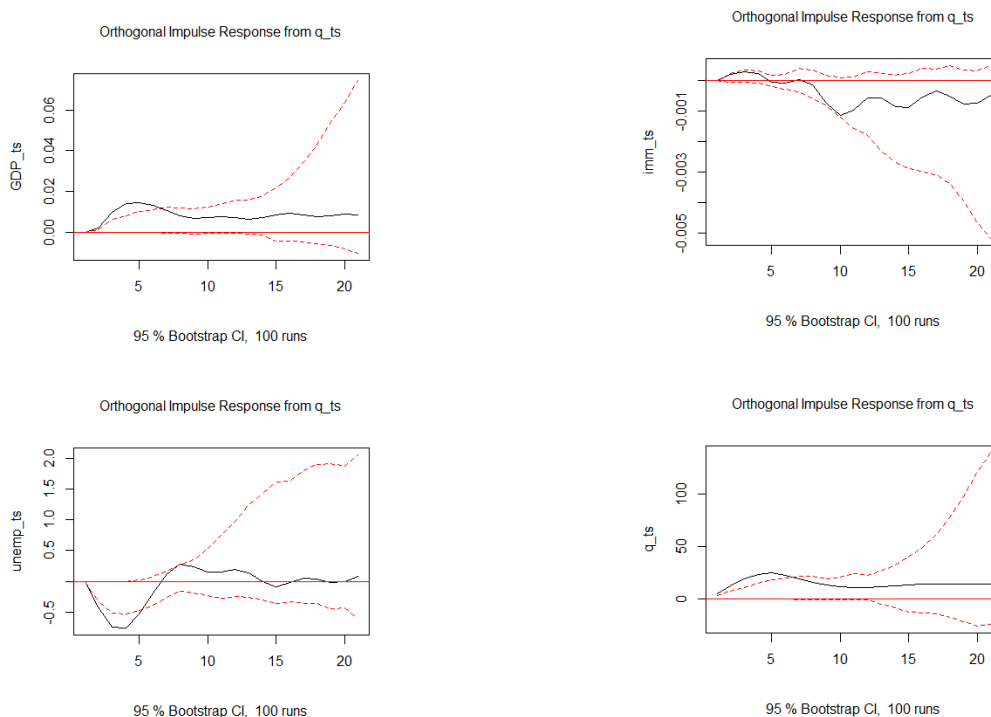 Orthogonal Impulse Response from q_ts
GDP_ts
0.00 0.02 0.04 0.06
5 10 15 20
95 % Bootstrap CI, 100 runs
Orthogonal Impulse Response from q_ts
imm_ts
-0.005 -0.003 -0.001
5 10 15 20
95 % Bootstrap CI, 100 runs
Orthogonal Impulse Response from q_ts
unemp_ts
-0.5 0.5 1.0 1.5 2.0
5 10 15 20
95 % Bootstrap CI, 100 runs
Orthogonal Impulse Response from q_ts
q_ts
0 50 100
5 10 15 20
95 % Bootstrap CI, 100 runs